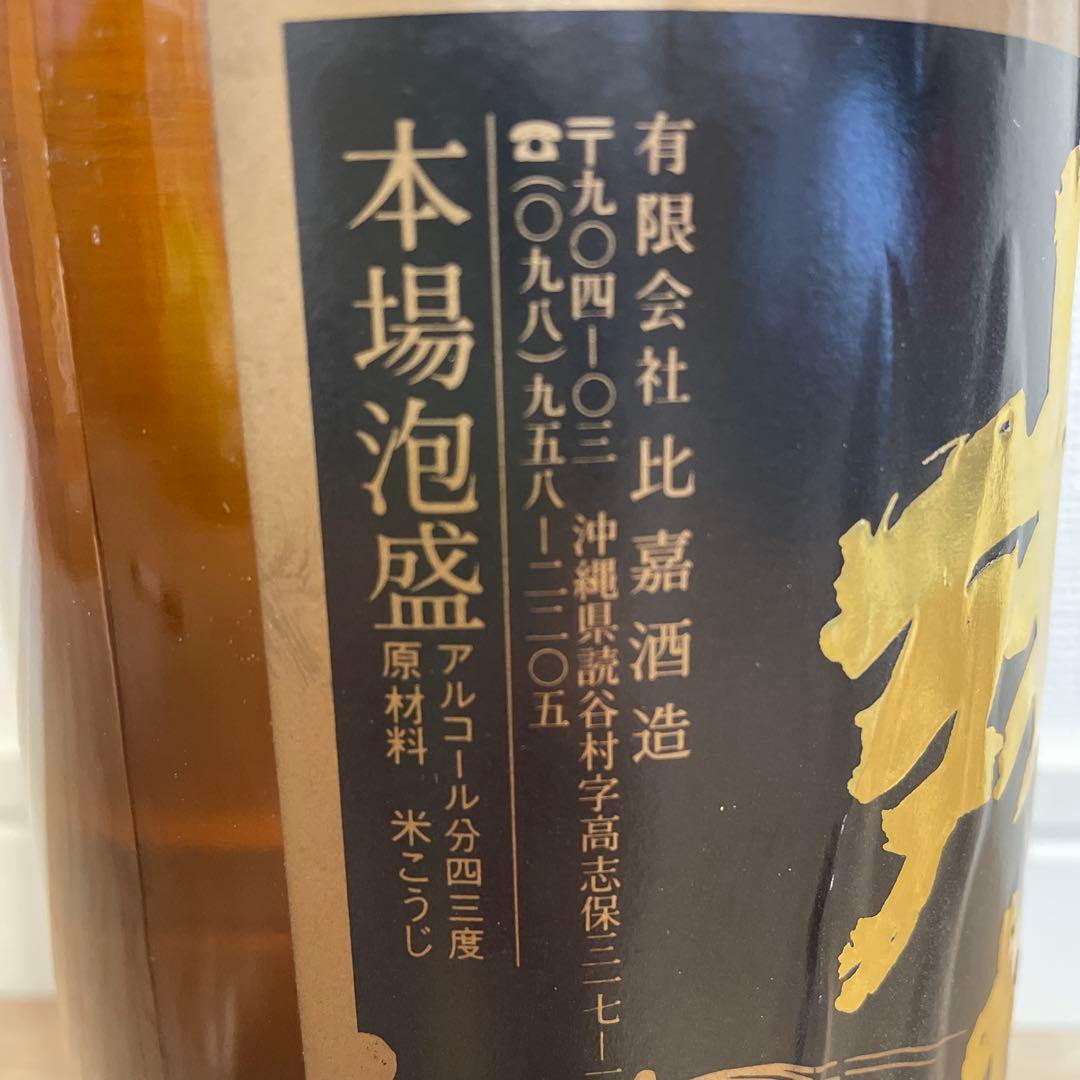 有限会社比嘉酒造
〒九〇四―〇三 沖縄県読谷村字高志保三一七―一
☎(〇九八)九五八―二二〇五
本場泡盛
アルコール分四三度
原材料 米こうじ